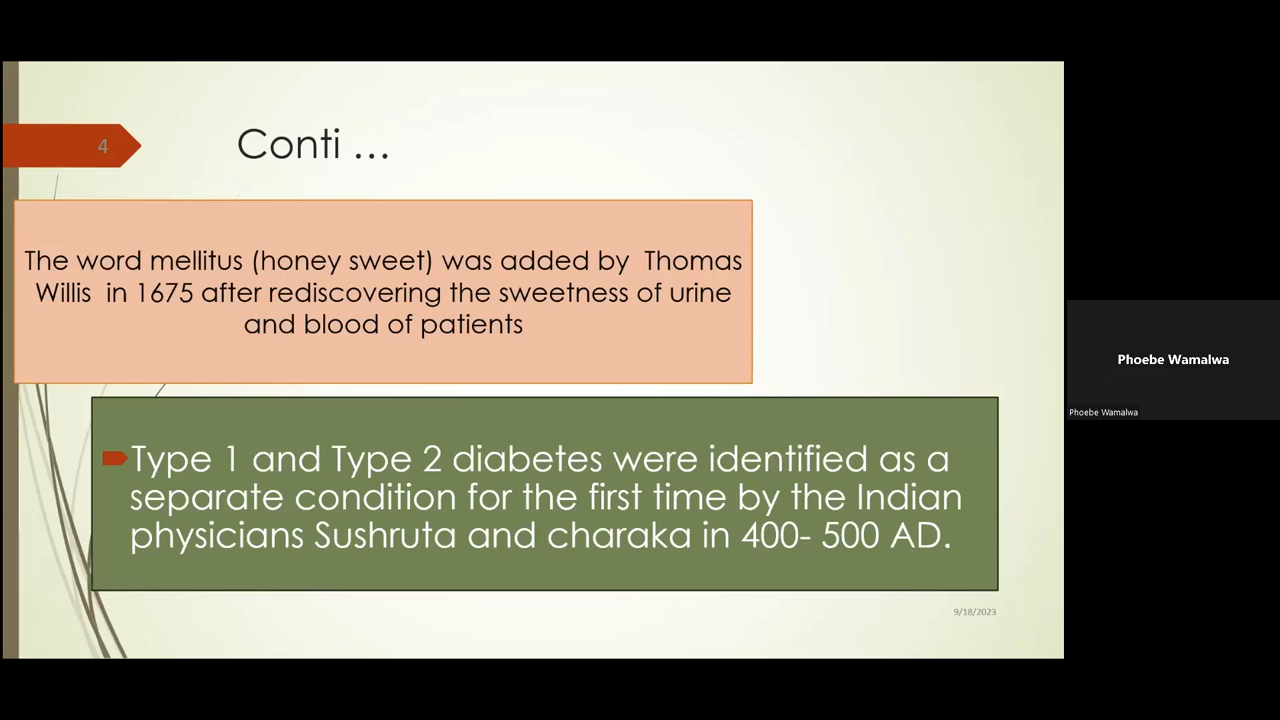 4
Conti …
The word mellitus (honey sweet) was added by Thomas
Willis in 1675 after rediscovering the sweetness of urine
and blood of patients
Type 1 and Type 2 diabetes were identified as a
separate condition for the first time by the Indian
physicians Sushruta and charaka in 400- 500 AD.
9/18/2023
Phoebe Wamalwa
Phoebe Wamalwa